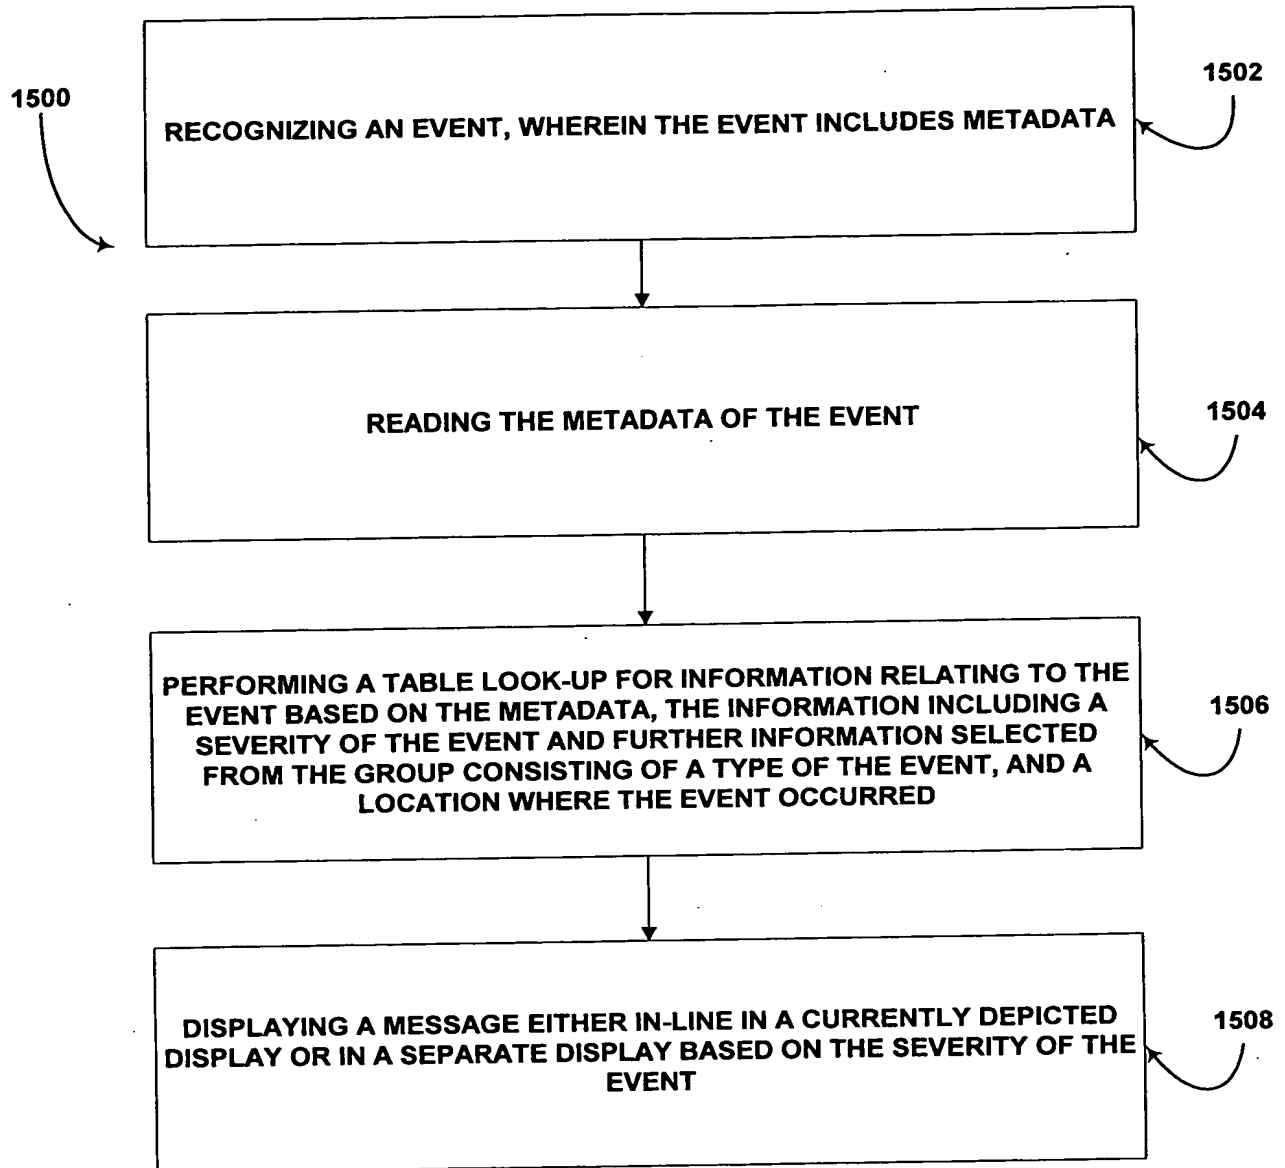 1500
1502
RECOGNIZING AN EVENT, WHEREIN THE EVENT INCLUDES METADATA
READING THE METADATA OF THE EVENT
1504
PERFORMING A TABLE LOOK-UP FOR INFORMATION RELATING TO THE
EVENT BASED ON THE METADATA, THE INFORMATION INCLUDING A
SEVERITY OF THE EVENT AND FURTHER INFORMATION SELECTED
FROM THE GROUP CONSISTING OF A TYPE OF THE EVENT, AND A
LOCATION WHERE THE EVENT OCCURRED
1506
DISPLAYING A MESSAGE EITHER IN-LINE IN A CURRENTLY DEPICTED
DISPLAY OR IN A SEPARATE DISPLAY BASED ON THE SEVERITY OF THE
EVENT
1508